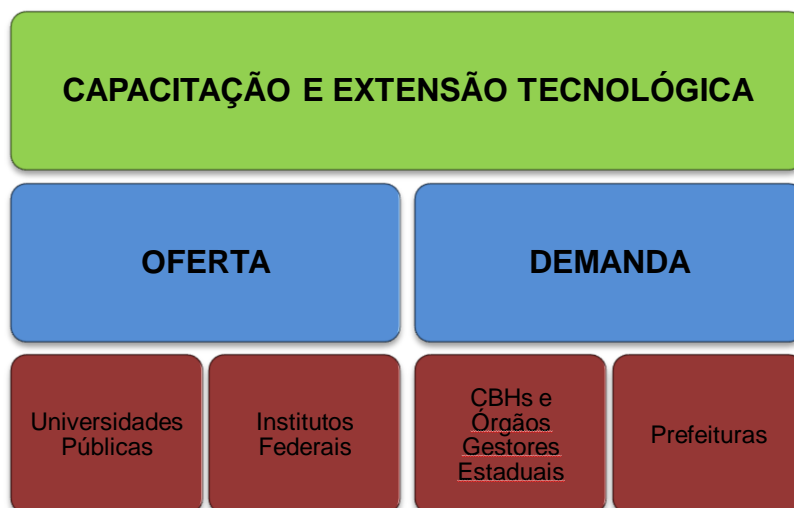 CAPACITAÇÃO E EXTENSÃO TECNOLÓGICA
OFERTA
DEMANDA
Universidades
Públicas
Institutos
Federais
CBHs e
Órgãos
Gestores
Estaduais
Prefeituras